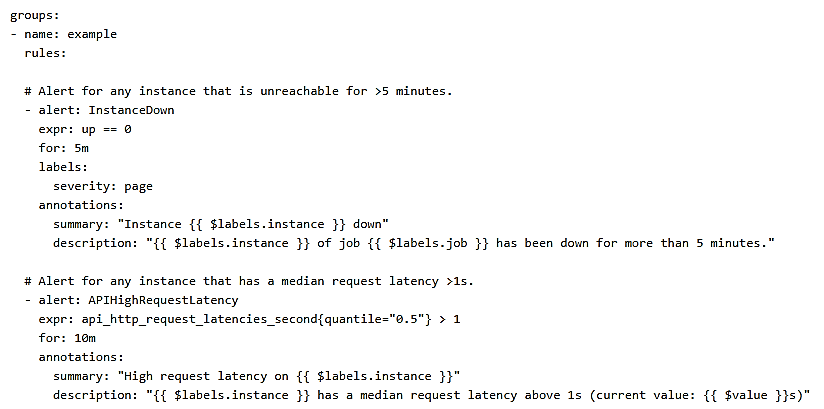 groups:
- name: example
  rules:

  # Alert for any instance that is unreachable for >5 minutes.
  - alert: InstanceDown
    expr: up == 0
    for: 5m
    labels:
      severity: page
    annotations:
      summary: "Instance {{ $labels.instance }} down"
      description: "{{ $labels.instance }} of job {{ $labels.job }} has been down for more than 5 minutes."

  # Alert for any instance that has a median request latency >1s.
  - alert: APIHighRequestLatency
    expr: api_http_request_latencies_second{quantile="0.5"} > 1
    for: 10m
    annotations:
      summary: "High request latency on {{ $labels.instance }}"
      description: "{{ $labels.instance }} has a median request latency above 1s (current value: {{ $value }}s)"